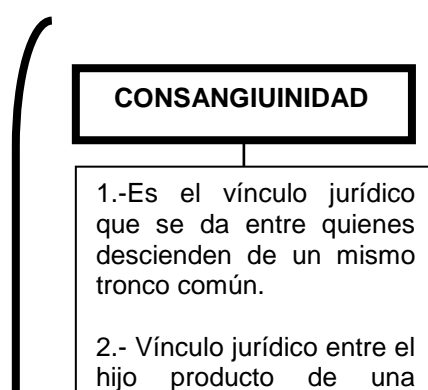 CONSANGIUINIDAD
1.-Es el vínculo jurídico
que se da entre quienes
descienden de un mismo
tronco común.
2.- Vínculo jurídico entre el
hijo producto de una